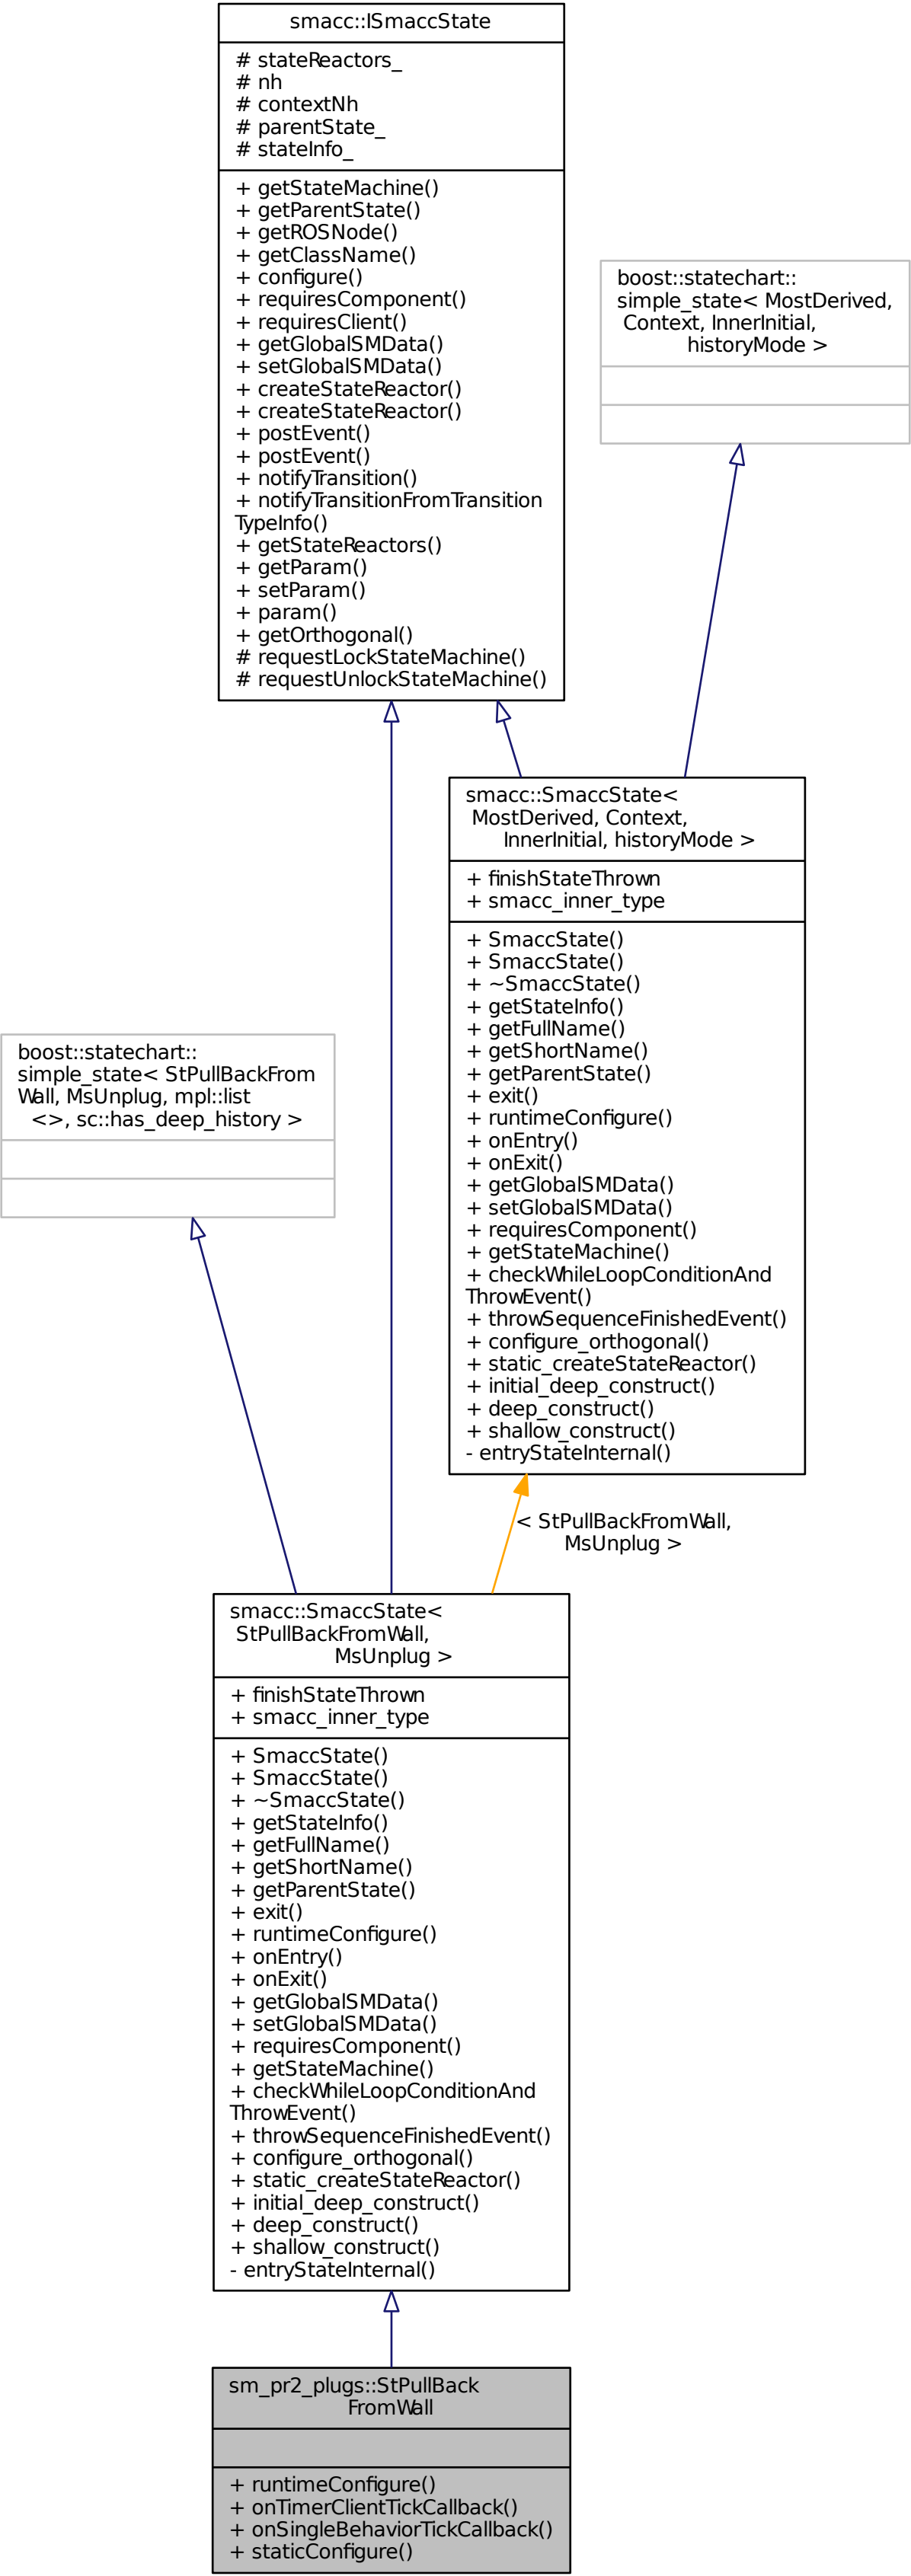 smacc::ISmaccState
# stateReactors_
# nh
# contextNh
# parentState_
# stateInfo_
+ getStateMachine()
+ getParentState()
+ getROSNode()
+ getClassName()
+ configure()
+ requiresComponent()
+ requiresClient()
+ getGlobalSMData()
+ setGlobalSMData()
+ createStateReactor()
+ createStateReactor()
+ postEvent()
+ postEvent()
+ notifyTransition()
+ notifyTransitionFromTransition
TypeInfo()
+ getStateReactors()
+ getParam()
+ setParam()
+ param()
+ getOrthogonal()
# requestLockStateMachine()
# requestUnlockStateMachine()
boost::statechart::
simple_state< MostDerived,
Context, InnerInitial,
historyMode >
smacc::SmaccState<
MostDerived, Context,
InnerInitial, historyMode >
+ finishStateThrown
+ smacc_inner_type
+ SmaccState()
+ SmaccState()
+ ~SmaccState()
+ getStateInfo()
+ getFullName()
+ getShortName()
+ getParentState()
+ exit()
+ runtimeConfigure()
+ onEntry()
+ onExit()
+ getGlobalSMData()
+ setGlobalSMData()
+ requiresComponent()
+ getStateMachine()
+ checkWhileLoopConditionAnd
ThrowEvent()
+ throwSequenceFinishedEvent()
+ configure_orthogonal()
+ static_createStateReactor()
+ initial_deep_construct()
+ deep_construct()
+ shallow_construct()
- entryStateInternal()
boost::statechart::
simple_state< StPullBackFrom
Wall, MsUnplug, mpl::list
<>, sc::has_deep_history >
< StPullBackFromWall,
MsUnplug >
smacc::SmaccState<
StPullBackFromWall,
MsUnplug >
+ finishStateThrown
+ smacc_inner_type
+ SmaccState()
+ SmaccState()
+ ~SmaccState()
+ getStateInfo()
+ getFullName()
+ getShortName()
+ getParentState()
+ exit()
+ runtimeConfigure()
+ onEntry()
+ onExit()
+ getGlobalSMData()
+ setGlobalSMData()
+ requiresComponent()
+ getStateMachine()
+ checkWhileLoopConditionAnd
ThrowEvent()
+ throwSequenceFinishedEvent()
+ configure_orthogonal()
+ static_createStateReactor()
+ initial_deep_construct()
+ deep_construct()
+ shallow_construct()
- entryStateInternal()
sm_pr2_plugs::StPullBack
FromWall
+ runtimeConfigure()
+ onTimerClientTickCallback()
+ onSingleBehaviorTickCallback()
+ staticConfigure()